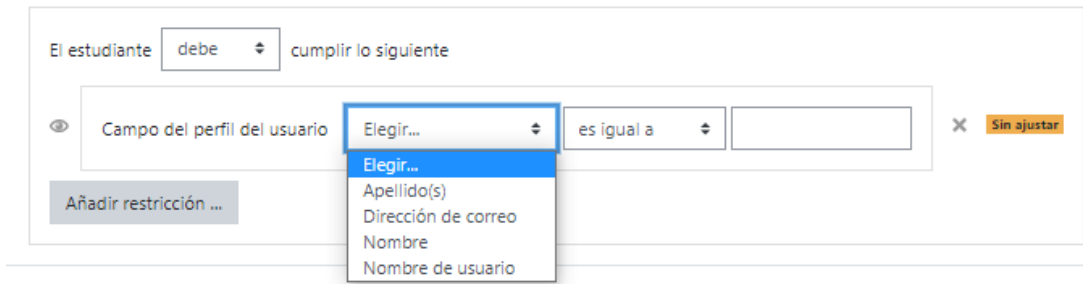 El estudiante debe cumplir lo siguiente
Campo del perfil del usuario Elegir... es igual a Sin ajustar
Elegir...
Apellido(s)
Dirección de correo
Nombre
Nombre de usuario
Añadir restricción ...